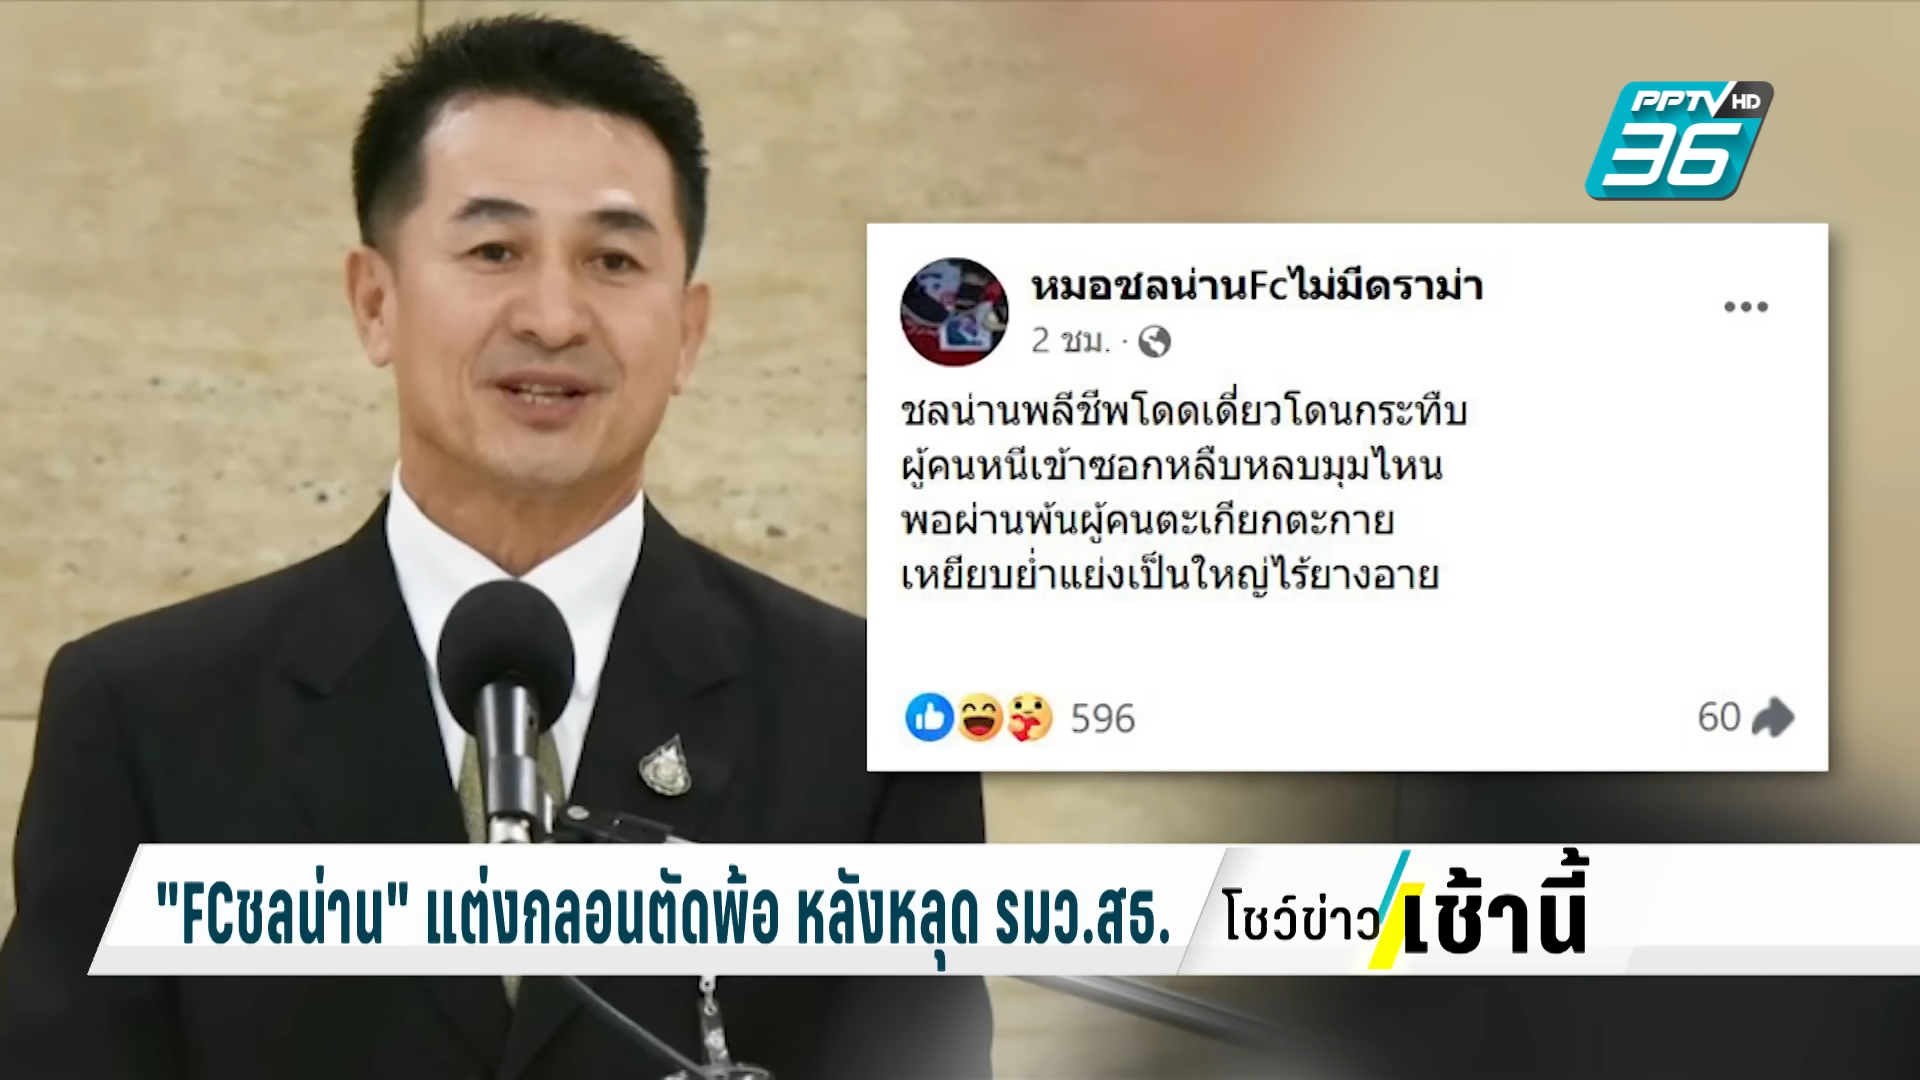 PPTV HD
36
หมอชลน่านFcไม่มีดราม่า
2 ชม. ·
ชลน่านพลีชีพโดดเดี่ยวโดนกระทืบ
ผู้คนหนีเข้าซอกหลืบหลบมุมไหน
พอผ่านพ้นผู้คนตะเกียกตะกาย
เหยียบย่ำแย่งเป็นใหญ่ไร้ยางอาย
596
60
"FCชลน่าน" แต่งกลอนตัดพ้อ หลังหลุด รมว.สธ.
โชว์ข่าวเช้านี้